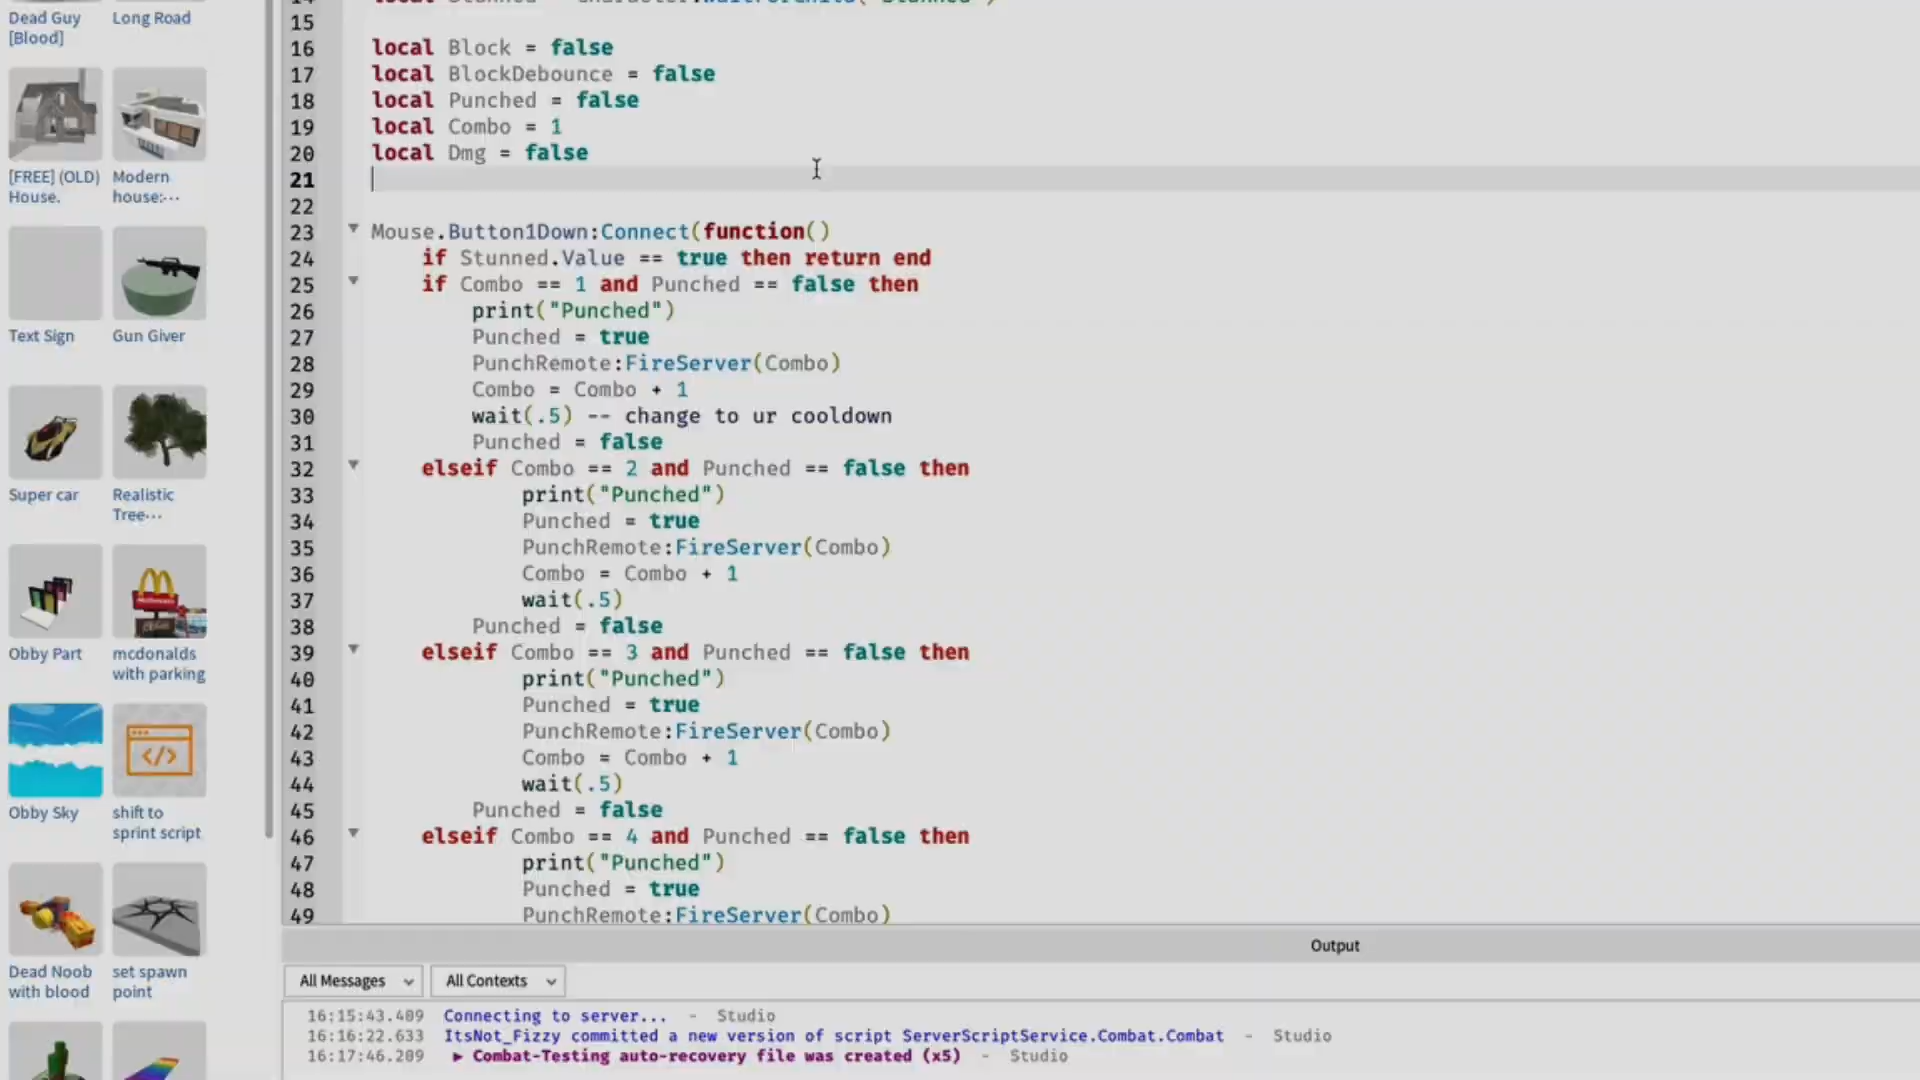 Dead Guy
[Blood]
Long Road
[FREE] (OLD)
House.
Modern
house:···
Text Sign
Gun Giver
Super car
Realistic
Tree···
Obby Part
mcdonalds
with parking
Obby Sky
shift to
sprint script
Dead Noob
with blood
set spawn
point
15
16 local Block = false
17 local BlockDebounce = false
18 local Punched = false
19 local Combo = 1
20 local Dmg = false
21
22
23 Mouse.Button1Down:Connect(function()
24 if Stunned.Value == true then return end
25 if Combo == 1 and Punched == false then
26 print("Punched")
27 Punched = true
28 PunchRemote:FireServer(Combo)
29 Combo = Combo + 1
30 wait(.5) -- change to ur cooldown
31 Punched = false
32 elseif Combo == 2 and Punched == false then
33 print("Punched")
34 Punched = true
35 PunchRemote:FireServer(Combo)
36 Combo = Combo + 1
37 wait(.5)
38 Punched = false
39 elseif Combo == 3 and Punched == false then
40 print("Punched")
41 Punched = true
42 PunchRemote:FireServer(Combo)
43 Combo = Combo + 1
44 wait(.5)
45 Punched = false
46 elseif Combo == 4 and Punched == false then
47 print("Punched")
48 Punched = true
49 PunchRemote:FireServer(Combo)
Output
All Messages
All Contexts
16:15:43.409 Connecting to server... - Studio
16:16:22.633 ItsNot_Fizzy committed a new version of script ServerScriptService.Combat.Combat - Studio
16:17:46.209 ► Combat-Testing auto-recovery file was created (x5) - Studio